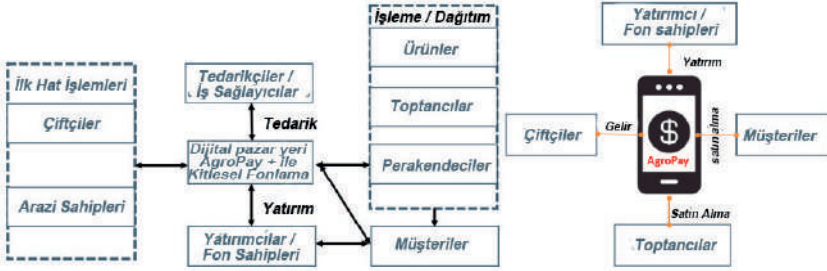 İlk Hat İşlemleri
Çiftçiler
Arazi Sahipleri
Tedarikçiler /
İş Sağlayıcılar
Tedarik
Dijital pazar yeri
AgroPay + ile
Kitlesel Fonlama
Yatırım
Yatırımcılar /
Fon Sahipleri
İşleme / Dağıtım
Ürünler
Toptancılar
Perakendeciler
Müşteriler
Yatırımcı /
Fon sahipleri
Yatırım
Çiftçiler
Gelir
$
AgroPay
satın alma
Müşteriler
Satın Alma
Toptancılar